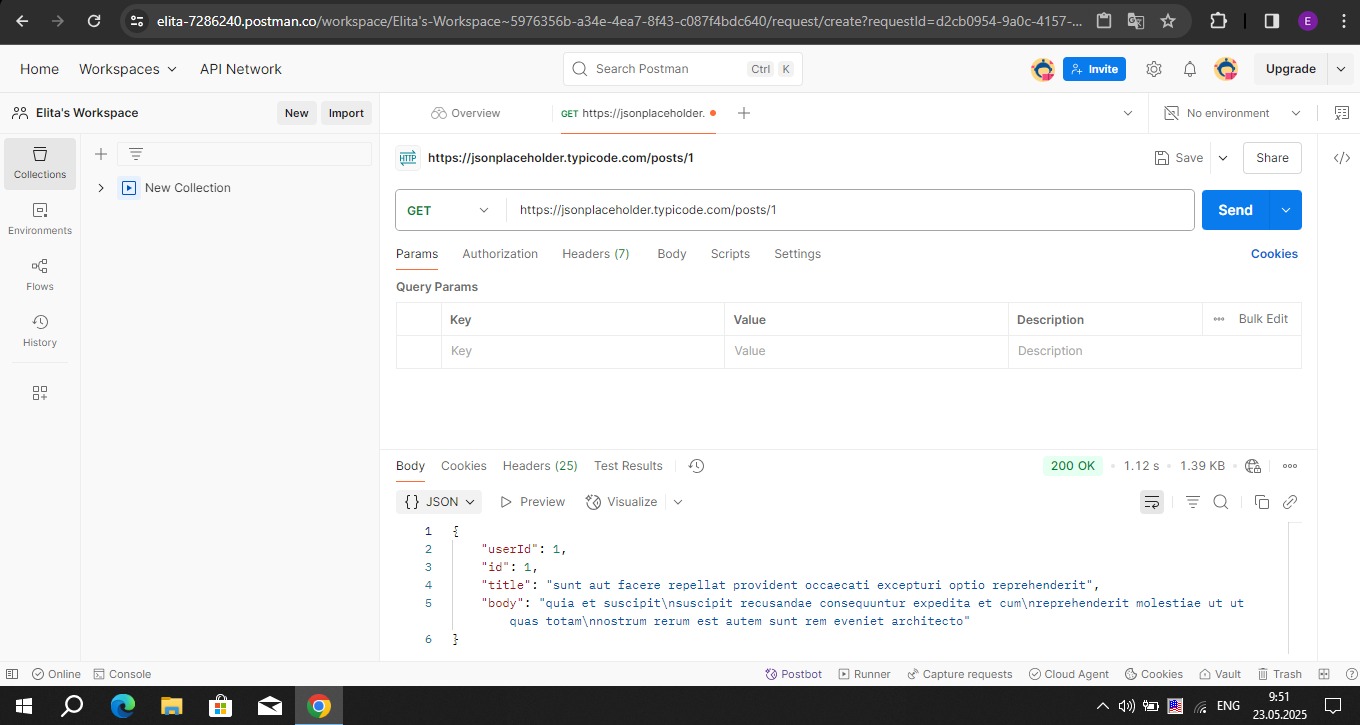 elita-7286240.postman.co/workspace/Elita's-Workspace~5976356b-a34e-4ea7-8f43-c087f4bdc640/request/create?requestId=d2cb0954-9a0c-4157-...
E
Home Workspaces API Network Search Postman Ctrl K Invite Upgrade
Elita's Workspace New Import Overview GET https://jsonplaceholder. No environment
Collections
Environments
Flows
History
New Collection
HTTP https://jsonplaceholder.typicode.com/posts/1 Save Share </>
GET https://jsonplaceholder.typicode.com/posts/1 Send
Params Authorization Headers (7) Body Scripts Settings Cookies
Query Params
Key Value Description Bulk Edit
Key Value Description
Body Cookies Headers (25) Test Results 200 OK 1.12 s 1.39 KB
{} JSON Preview Visualize
1 {
2 "userId": 1,
3 "id": 1,
4 "title": "sunt aut facere repellat provident occaecati excepturi optio reprehenderit",
5 "body": "quia et suscipit\nsuscipit recusandae consequuntur expedita et cum\nreprehenderit molestiae ut ut
quas totam\nnostrum rerum est autem sunt rem eveniet architecto"
6 }
Online Console Postbot Runner Capture requests Cloud Agent Cookies Vault Trash
ENG 9:51
23.05.2025